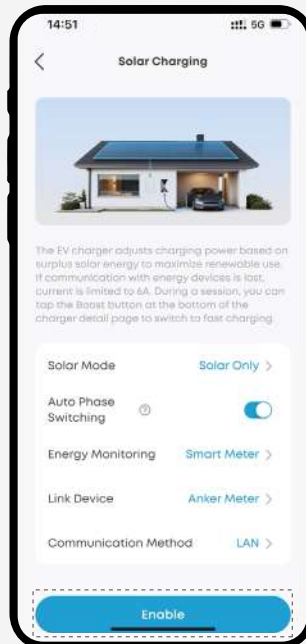 14:51
5G
Solar Charging
The EV charger adjusts charging power based on
surplus solar energy to maximize renewable use.
If communication with energy devices is lost,
current is limited to 6A. During a session, you can
tap the Boost button at the bottom of the
charger detail page to switch to fast charging.
Solar Mode Solar Only >
Auto Phase
Switching ?
Energy Monitoring Smart Meter >
Link Device Anker Meter >
Communication Method LAN >
Enable